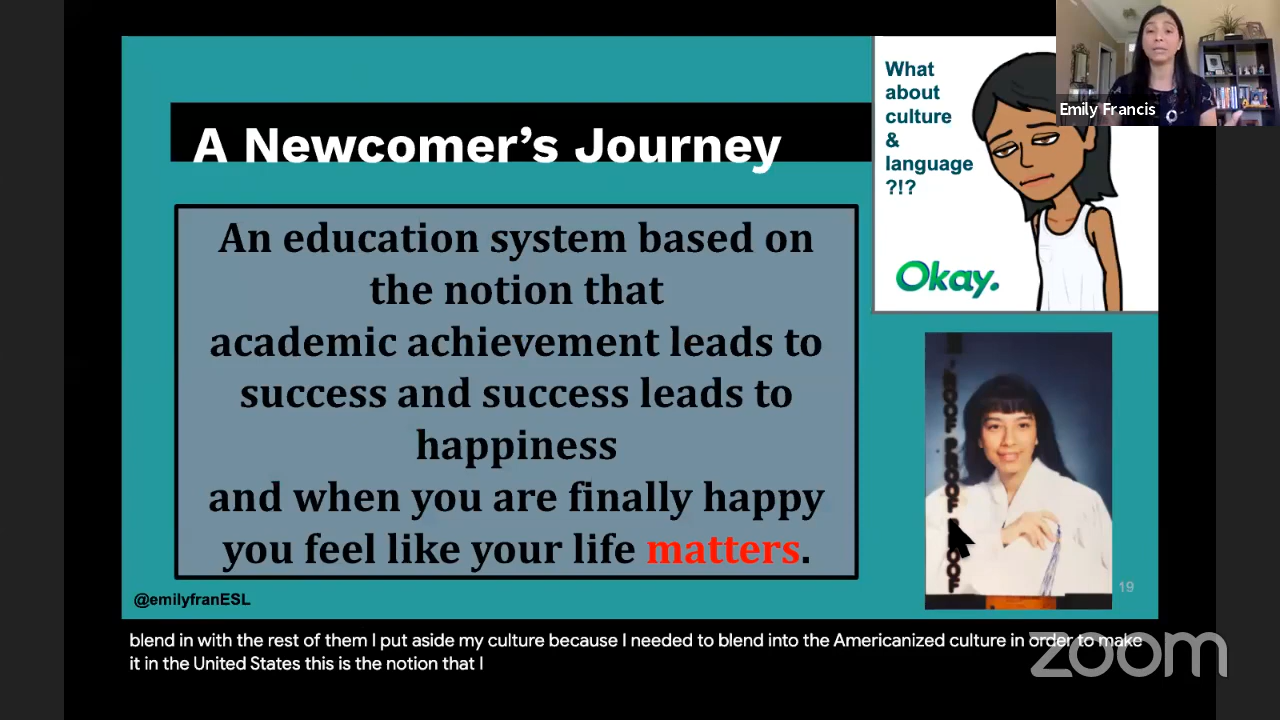 A Newcomer's Journey
An education system based on
the notion that
academic achievement leads to
success and success leads to
happiness
and when you are finally happy
you feel like your life matters.
What
about
culture
&
language
?!?
Okay.
Emily Francis
PROOF PROOF PROOF
19
@emilyfranESL
blend in with the rest of them I put aside my culture because I needed to blend into the Americanized culture in order to make
it in the United States this is the notion that I
zoom